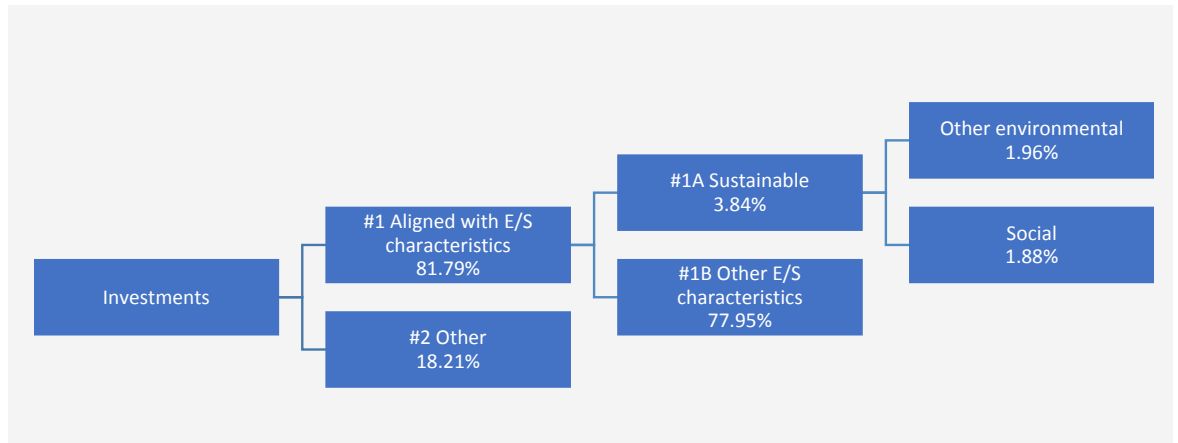 Investments
#1 Aligned with E/S
characteristics
81.79%
#2 Other
18.21%
#1A Sustainable
3.84%
#1B Other E/S
characteristics
77.95%
Other environmental
1.96%
Social
1.88%